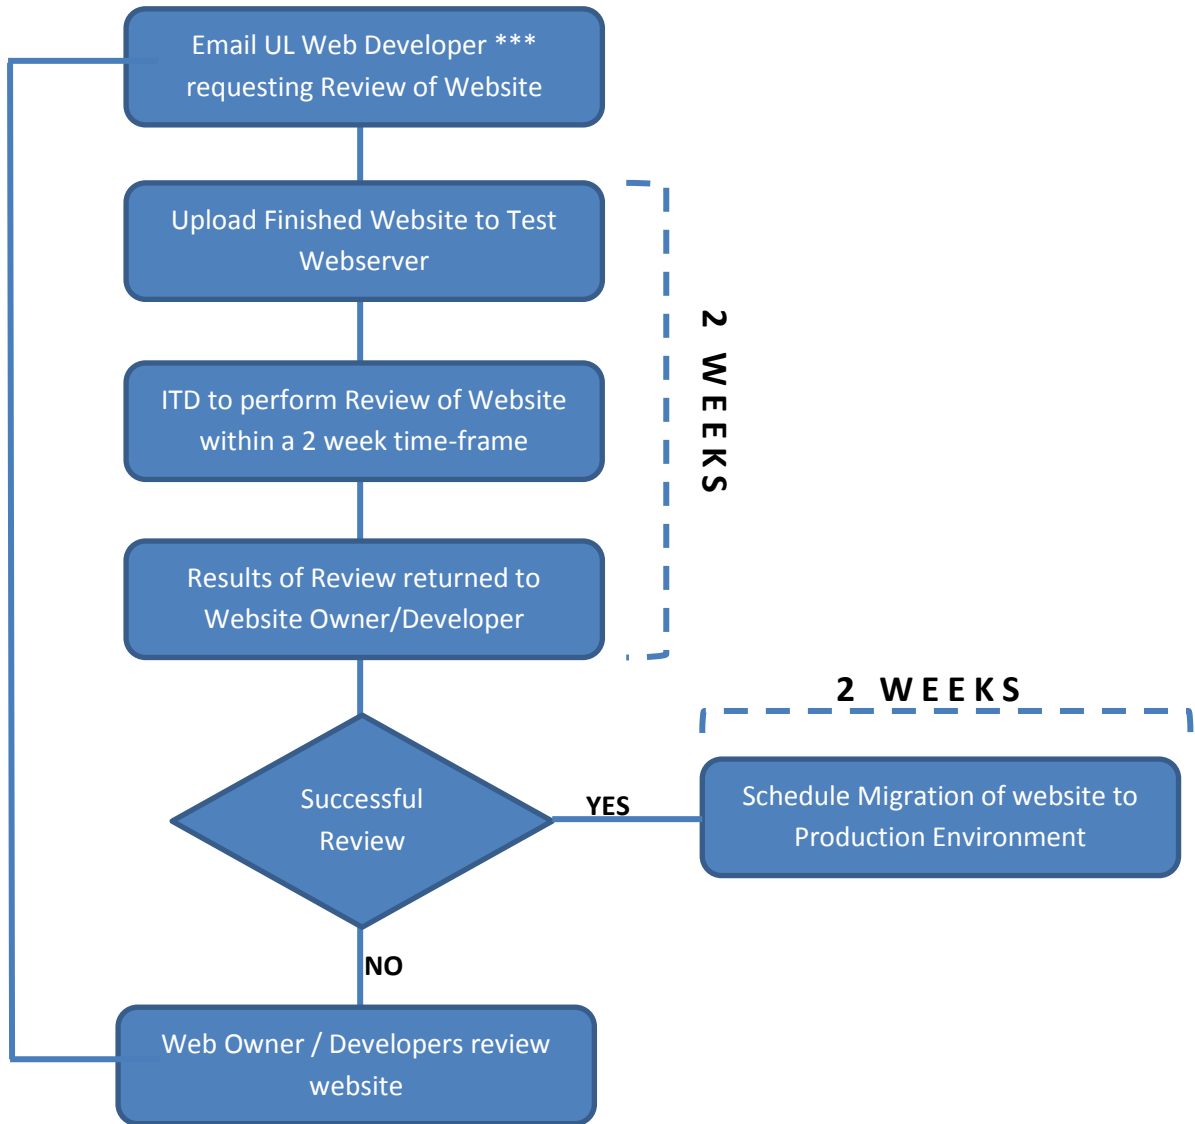 Email UL Web Developer ***
requesting Review of Website
Upload Finished Website to Test
Webserver
2 WEEKS
ITD to perform Review of Website
within a 2 week time-frame
Results of Review returned to
Website Owner/Developer
2 WEEKS
Successful
Review
YES
Schedule Migration of website to
Production Environment
NO
Web Owner / Developers review
website